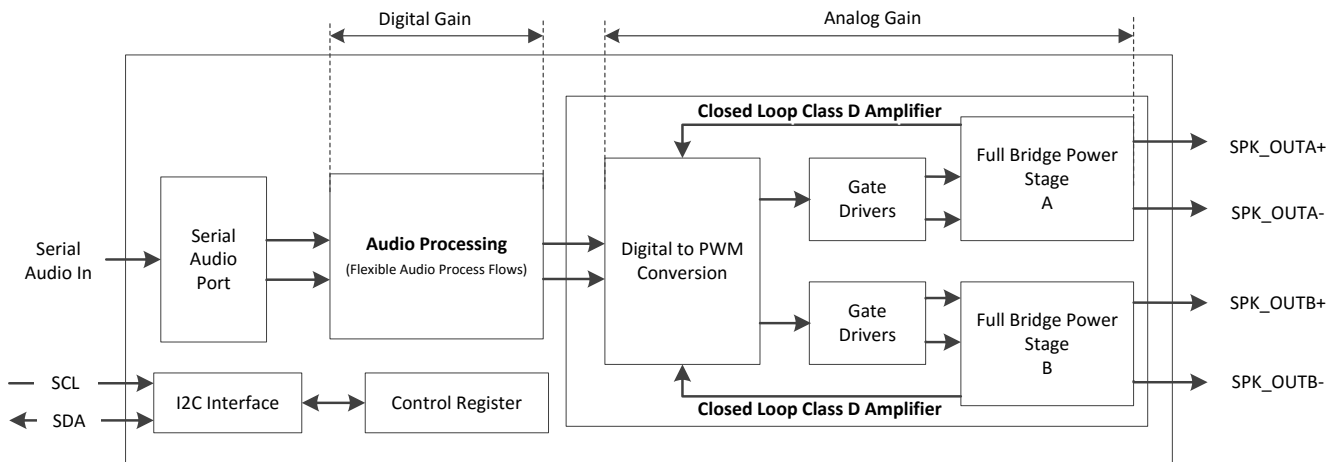 Digital Gain
Analog Gain
Closed Loop Class D Amplifier
Serial
Audio In
Serial
Audio
Port
Audio Processing
(Flexible Audio Process Flows)
Digital to PWM
Conversion
Gate
Drivers
Full Bridge Power
Stage
A
SPK_OUTA+
SPK_OUTA-
Gate
Drivers
Full Bridge Power
Stage
B
SPK_OUTB+
SPK_OUTB-
Closed Loop Class D Amplifier
SCL
SDA
I2C Interface
Control Register